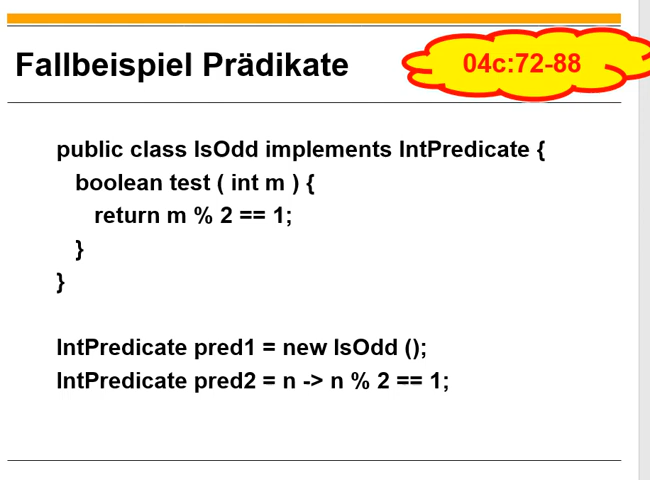 Fallbeispiel Prädikate
04c:72-88
public class IsOdd implements IntPredicate {
boolean test ( int m ) {
return m % 2 == 1;
}
}
IntPredicate pred1 = new IsOdd ();
IntPredicate pred2 = n -> n % 2 == 1;